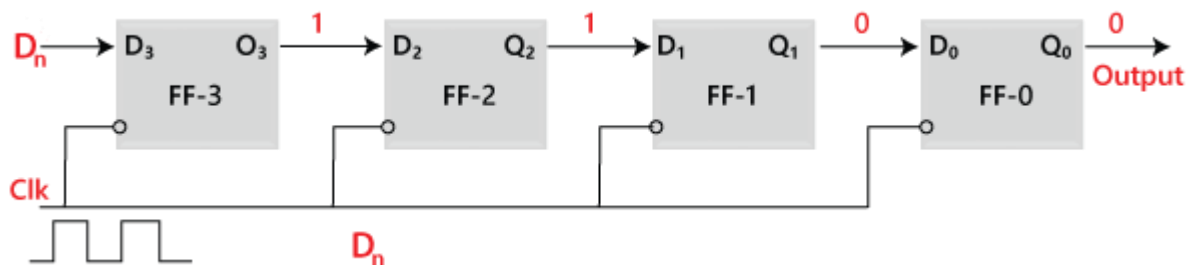 1 1 0 0
Dₙ D₃ O₃ D₂ Q₂ D₁ Q₁ D₀ Q₀
Output
FF-3 FF-2 FF-1 FF-0
Clk
Dₙ